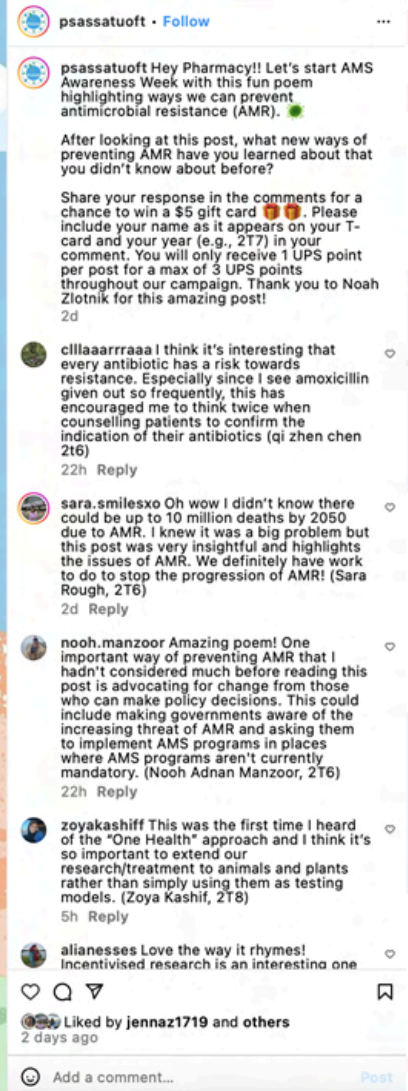 psassatuoft • Follow
...
psassatuoft Hey Pharmacy!! Let's start AMS
Awareness Week with this fun poem
highlighting ways we can prevent
antimicrobial resistance (AMR).
After looking at this post, what new ways of
preventing AMR have you learned about that
you didn't know about before?
Share your response in the comments for a
chance to win a $5 gift card 🎁🎁. Please
include your name as it appears on your T-
card and your year (e.g., 2T7) in your
comment. You will only receive 1 UPS point
per post for a max of 3 UPS points
throughout our campaign. Thank you to Noah
Zlotnik for this amazing post!
2d
clllaaarrraaa I think it's interesting that
every antibiotic has a risk towards
resistance. Especially since I see amoxicillin
given out so frequently, this has
encouraged me to think twice when
counselling patients to confirm the
indication of their antibiotics (qi zhen chen
2t6)
22h Reply
sara.smilesxo Oh wow I didn't know there
could be up to 10 million deaths by 2050
due to AMR. I knew it was a big problem but
this post was very insightful and highlights
the issues of AMR. We definitely have work
to do to stop the progression of AMR! (Sara
Rough, 2T6)
2d Reply
nooh.manzoor Amazing poem! One
important way of preventing AMR that I
hadn't considered much before reading this
post is advocating for change from those
who can make policy decisions. This could
include making governments aware of the
increasing threat of AMR and asking them
to implement AMS programs in places
where AMS programs aren't currently
mandatory. (Nooh Adnan Manzoor, 2T6)
22h Reply
zoyakashiff This was the first time I heard
of the "One Health" approach and I think it's
so important to extend our
research/treatment to animals and plants
rather than simply using them as testing
models. (Zoya Kashif, 2T8)
5h Reply
alianesses Love the way it rhymes!
Incentivised research is an interesting one
Liked by jennaz1719 and others
2 days ago
Add a comment...
Post